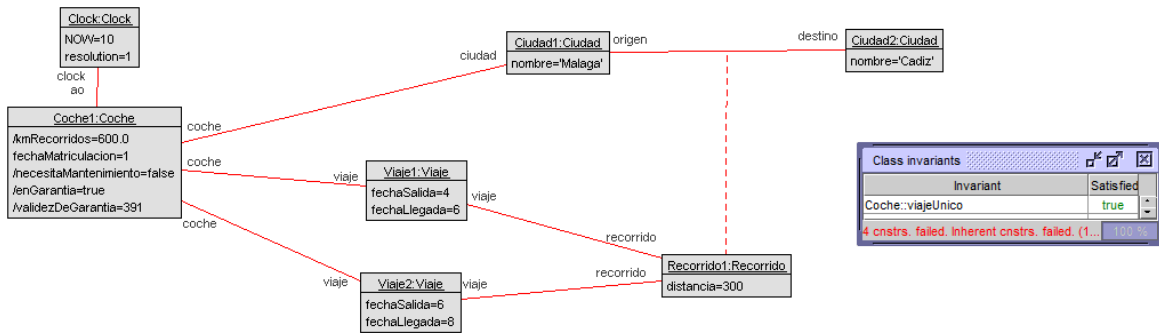 Clock:Clock
NOW=10
resolution=1
clock
ao
Coche1:Coche
/kmRecorridos=600.0
fechaMatriculacion=1
/necesitaMantenimiento=false
/enGarantia=true
/validezDeGarantia=391
coche
coche
coche
ciudad
Ciudad1:Ciudad
nombre='Malaga'
origen
destino
Ciudad2:Ciudad
nombre='Cadiz'
viaje
Viaje1:Viaje
fechaSalida=4
fechaLlegada=6
viaje
recorrido
viaje
Viaje2:Viaje
fechaSalida=6
fechaLlegada=8
viaje
recorrido
Recorrido1:Recorrido
distancia=300
Class invariants
Invariant Satisfied
Coche::viajeUnico true
4 cnstrs. failed. Inherent cnstrs. failed. (1... 100 %